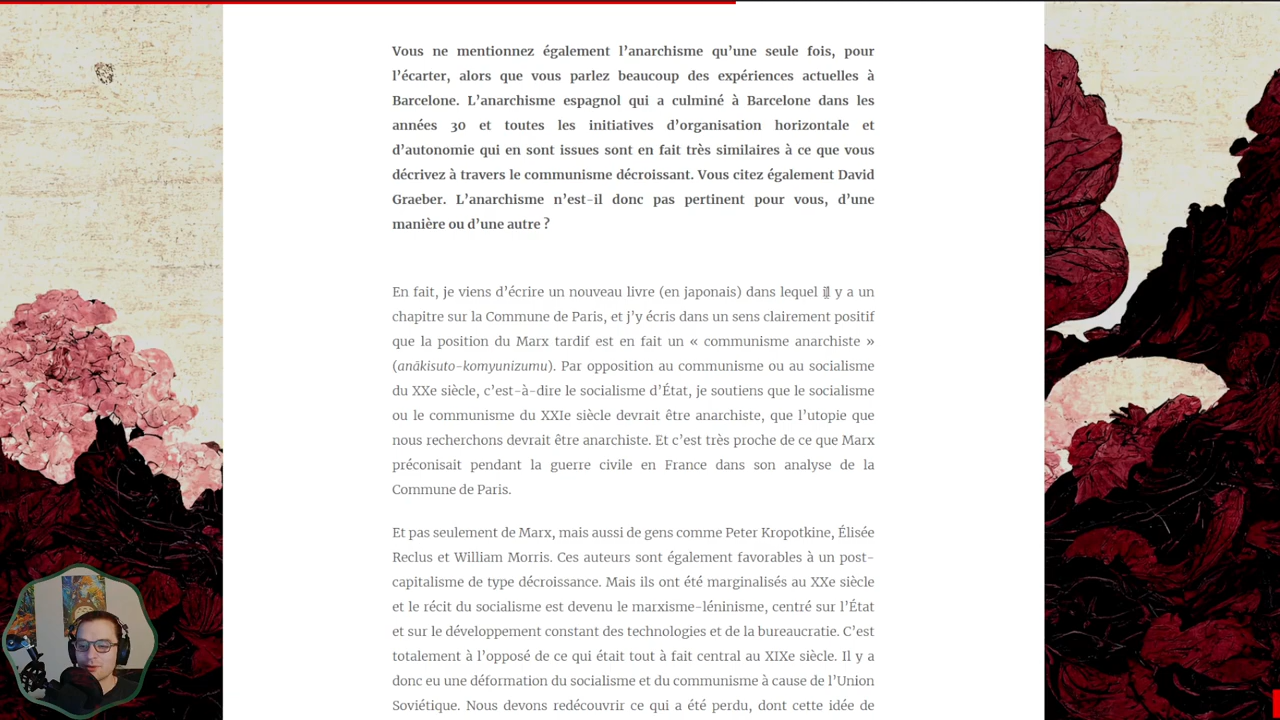 Vous ne mentionnez également l’anarchisme qu’une seule fois, pour
l’écarter, alors que vous parlez beaucoup des expériences actuelles à
Barcelone. L’anarchisme espagnol qui a culminé à Barcelone dans les
années 30 et toutes les initiatives d’organisation horizontale et
d’autonomie qui en sont issues sont en fait très similaires à ce que vous
décrivez à travers le communisme décroissant. Vous citez également David
Graeber. L’anarchisme n’est-il donc pas pertinent pour vous, d’une
manière ou d’une autre ?
En fait, je viens d’écrire un nouveau livre (en japonais) dans lequel il y a un
chapitre sur la Commune de Paris, et j’y écris dans un sens clairement positif
que la position du Marx tardif est en fait un « communisme anarchiste »
(anākisuto-komyunizumu). Par opposition au communisme ou au socialisme
du XXe siècle, c’est-à-dire le socialisme d’État, je soutiens que le socialisme
ou le communisme du XXIe siècle devrait être anarchiste, que l’utopie que
nous recherchons devrait être anarchiste. Et c’est très proche de ce que Marx
préconisait pendant la guerre civile en France dans son analyse de la
Commune de Paris.
Et pas seulement de Marx, mais aussi de gens comme Peter Kropotkine, Élisée
Reclus et William Morris. Ces auteurs sont également favorables à un post-
capitalisme de type décroissance. Mais ils ont été marginalisés au XXe siècle
et le récit du socialisme est devenu le marxisme-léninisme, centré sur l’État
et sur le développement constant des technologies et de la bureaucratie. C’est
totalement à l’opposé de ce qui était tout à fait central au XIXe siècle. Il y a
donc eu une déformation du socialisme et du communisme à cause de l’Union
Soviétique. Nous devons redécouvrir ce qui a été perdu, dont cette idée de